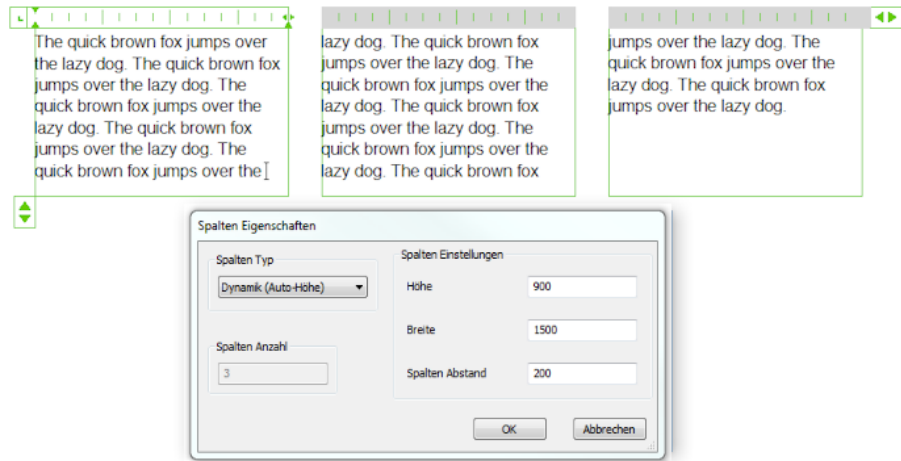 The quick brown fox jumps over
the lazy dog. The quick brown fox
jumps over the lazy dog. The
quick brown fox jumps over the
lazy dog. The quick brown fox
jumps over the lazy dog. The
quick brown fox jumps over the
lazy dog. The quick brown fox
jumps over the lazy dog. The
quick brown fox jumps over the
lazy dog. The quick brown fox
jumps over the lazy dog. The
quick brown fox jumps over the
lazy dog. The quick brown fox
jumps over the lazy dog. The
quick brown fox jumps over the
lazy dog. The quick brown fox
jumps over the lazy dog.
Spalten Eigenschaften
Spalten Typ
Dynamik (Auto-Höhe)
Spalten Anzahl
3
Spalten Einstellungen
Höhe 900
Breite 1500
Spalten Abstand 200
OK Abbrechen